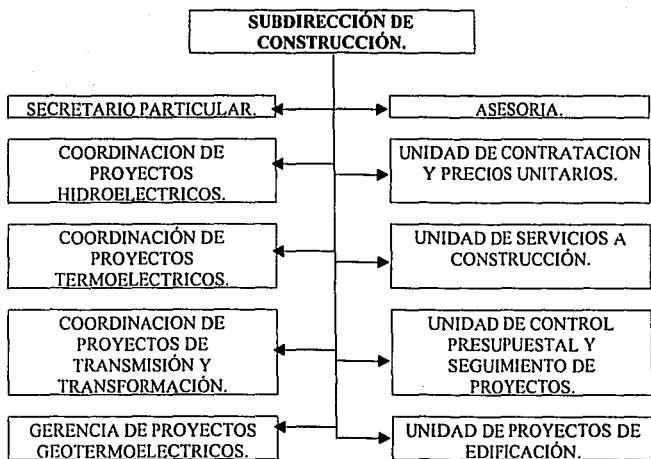 SUBDIRECCIÓN DE
CONSTRUCCIÓN.
SECRETARIO PARTICULAR.
ASESORIA.
COORDINACION DE
PROYECTOS
HIDROELECTRICOS.
UNIDAD DE CONTRATACION
Y PRECIOS UNITARIOS.
COORDINACIÓN DE
PROYECTOS
TERMOELECTRICOS.
UNIDAD DE SERVICIOS A
CONSTRUCCIÓN.
COORDINACION DE
PROYECTOS DE
TRANSMISIÓN Y
TRANSFORMACIÓN.
UNIDAD DE CONTROL
PRESUPUESTAL Y
SEGUIMIENTO DE
PROYECTOS.
GERENCIA DE PROYECTOS
GEOTERMOELECTRICOS.
UNIDAD DE PROYECTOS DE
EDIFICACIÓN.